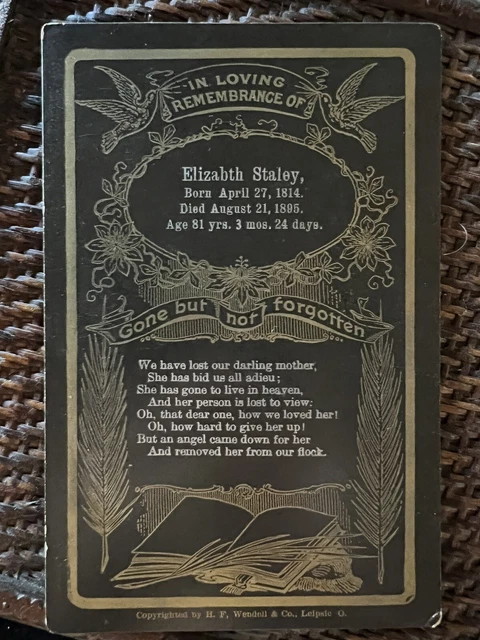 IN LOVING
REMEMBRANCE OF
Elizabth Staley,
Born April 27, 1814.
Died August 21, 1895.
Age 81 yrs. 3 mos. 24 days.
Gone but not forgotten
We have lost our darling mother,
She has bid us all adieu;
She has gone to live in heaven,
And her person is lost to view:
Oh, that dear one, how we loved her!
Oh, how hard to give her up!
But an angel came down for her
And removed her from our flock.
Copyrighted by H. F. Wendell & Co., Leipsic O.